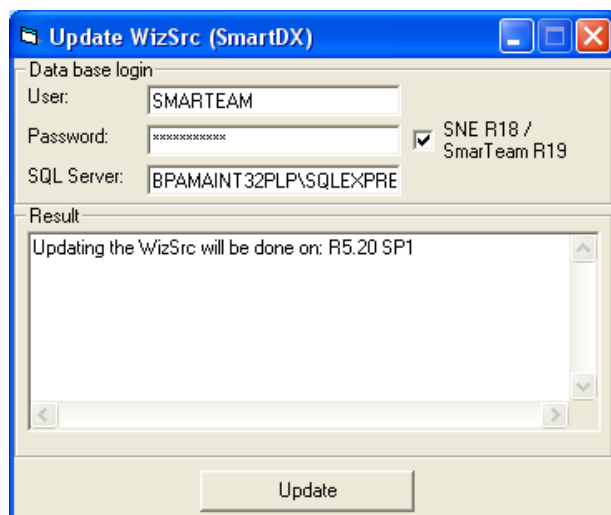 Update WizSrc (SmartDX)
Data base login
User: SMARTEAM
Password: ***********
SNE R18 /
SmarTeam R19
SQL Server: BPAMAINT32PLP\SQLEXPRE
Result
Updating the WizSrc will be done on: R5.20 SP1
Update